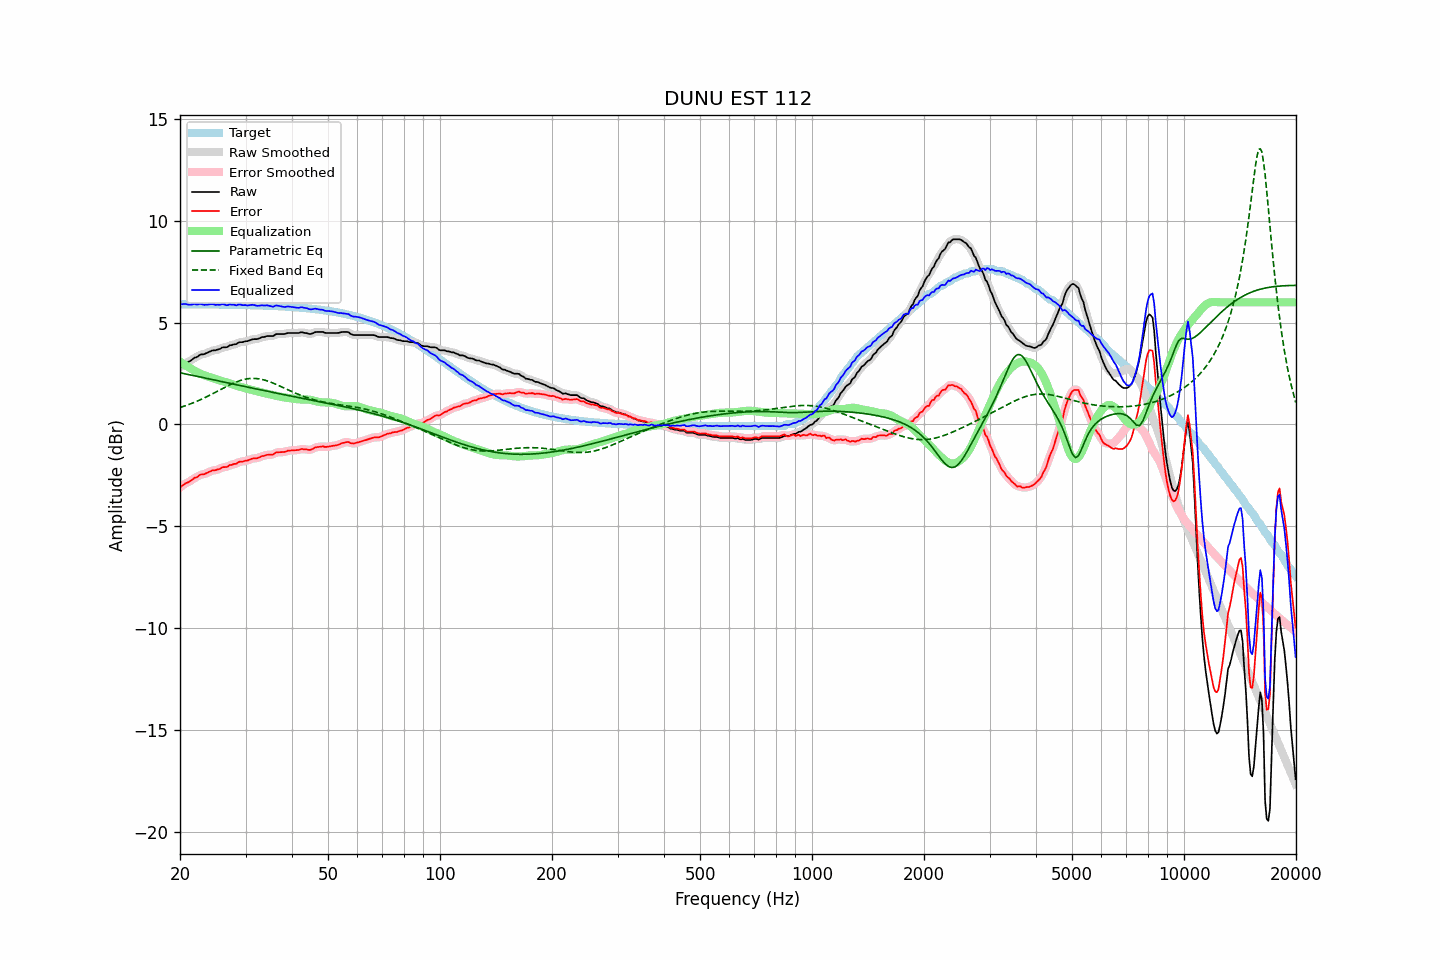 DUNU EST 112
15
10
5
0
−5
−10
−15
−20
Amplitude (dBr)
Target
Raw Smoothed
Error Smoothed
Raw
Error
Equalization
Parametric Eq
Fixed Band Eq
Equalized
20 50 100 200 500 1000 2000 5000 10000 20000
Frequency (Hz)